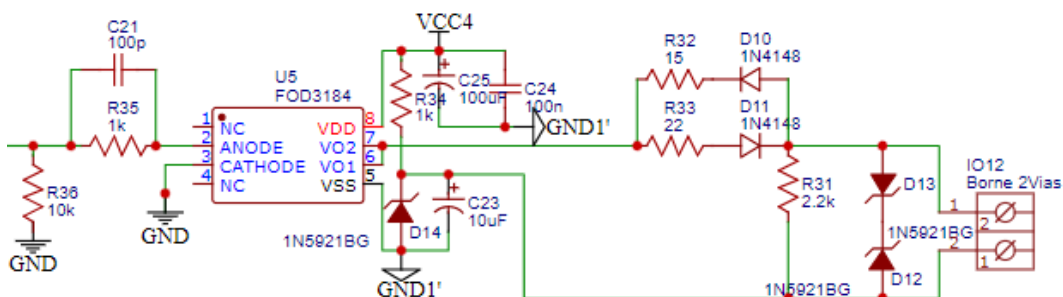 C21
100p
R35
1k
R36
10k
GND
GND
U5
FOD3184
1
NC
2
ANODE
3
CATHODE
4
NC
VDD
8
VO2
7
VO1
6
VSS
5
VCC4
R34
1k
C25
100uF
C24
100n
GND1'
C23
10uF
D14
1N5921BG
GND1'
R32
15
D10
1N4148
R33
22
D11
1N4148
R31
2.2k
D13
1N5921BG
D12
1N5921BG
IO12
Borne 2Vias
1
2
2
1